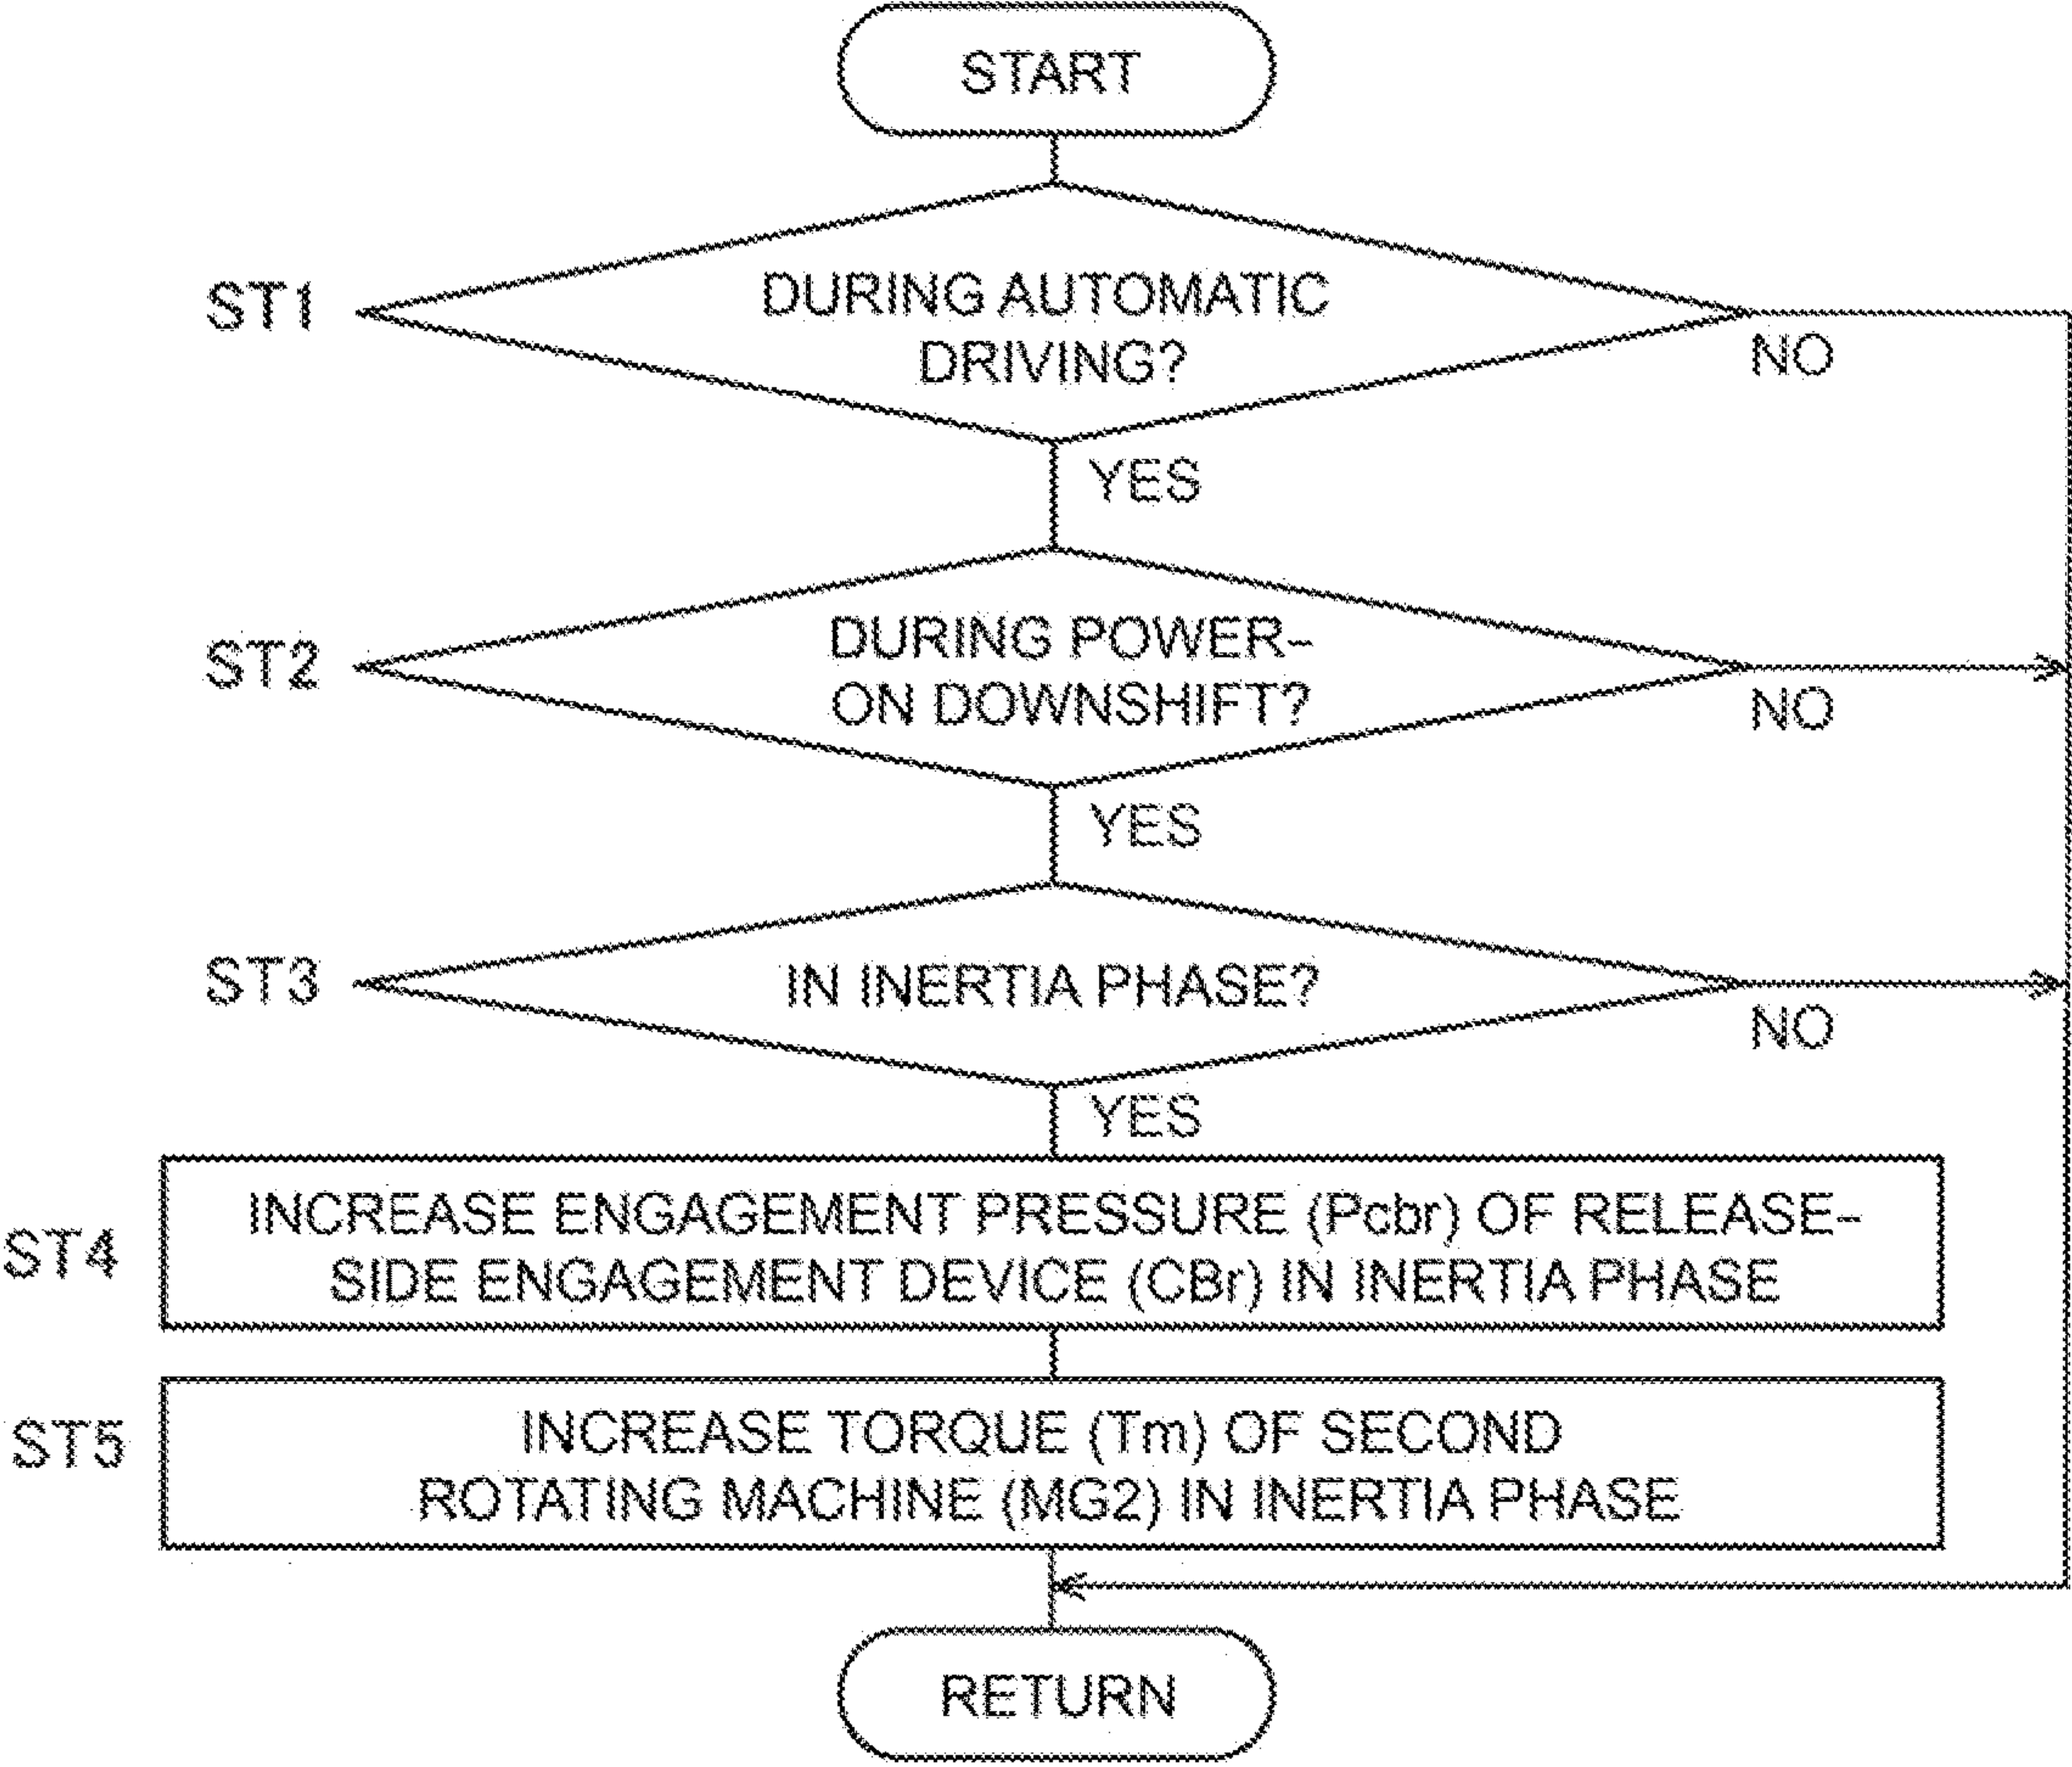 START
ST1
DURING AUTOMATIC
DRIVING?
NO
YES
ST2
DURING POWER-
ON DOWNSHIFT?
NO
YES
ST3
IN INERTIA PHASE?
NO
YES
ST4
INCREASE ENGAGEMENT PRESSURE (Pcbr) OF RELEASE-
SIDE ENGAGEMENT DEVICE (CBr) IN INERTIA PHASE
ST5
INCREASE TORQUE (Tm) OF SECOND
ROTATING MACHINE (MG2) IN INERTIA PHASE
RETURN